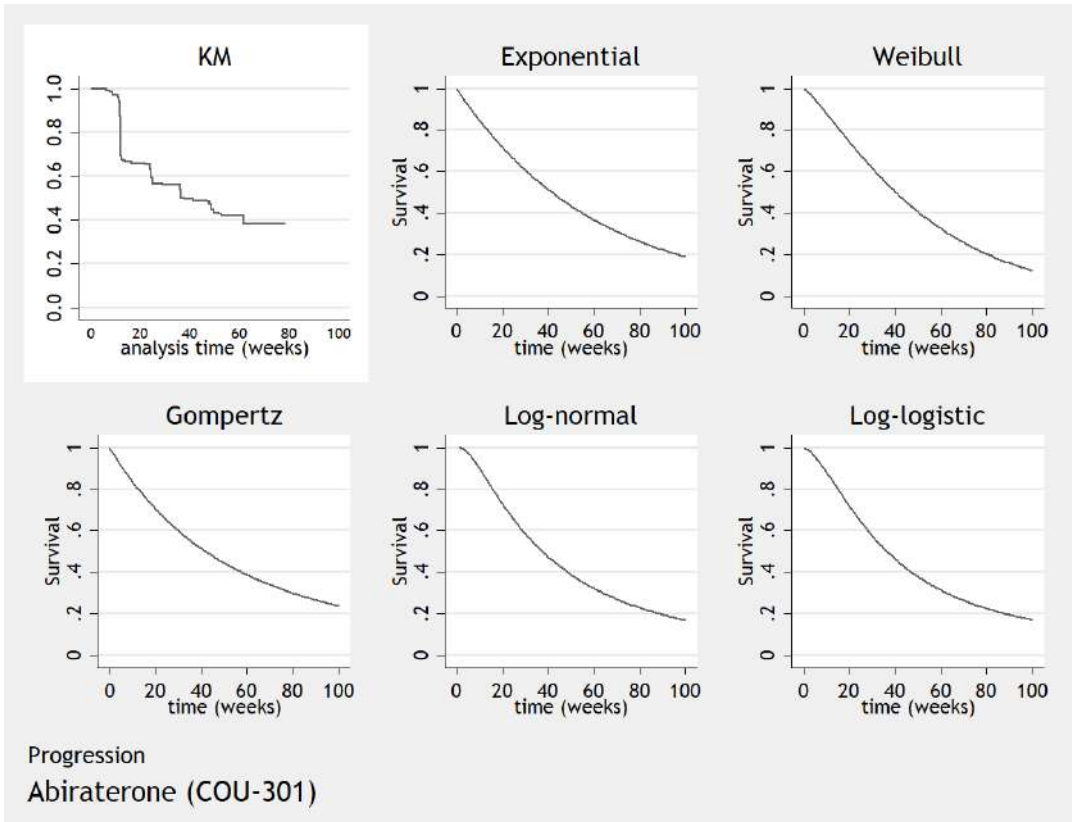 KM
0.0 0.2 0.4 0.6 0.8 1.0
0 20 40 60 80 100
analysis time (weeks)
Exponential
Survival
0 .2 .4 .6 .8 1
0 20 40 60 80 100
time (weeks)
Weibull
Survival
0 .2 .4 .6 .8 1
0 20 40 60 80 100
time (weeks)
Gompertz
Survival
0 .2 .4 .6 .8 1
0 20 40 60 80 100
time (weeks)
Log-normal
Survival
0 .2 .4 .6 .8 1
0 20 40 60 80 100
time (weeks)
Log-logistic
Survival
0 .2 .4 .6 .8 1
0 20 40 60 80 100
time (weeks)
Progression
Abiraterone (COU-301)